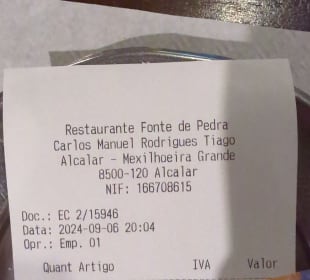 Restaurante Fonte de Pedra
Carlos Manuel Rodrigues Tiago
Alcalar - Mexilhoeira Grande
8500-120 Alcalar
NIF: 166708615
Doc.: EC 2/15946
Data: 2024-09-06 20:04
Opr.: Emp. 01
Quant Artigo IVA Valor